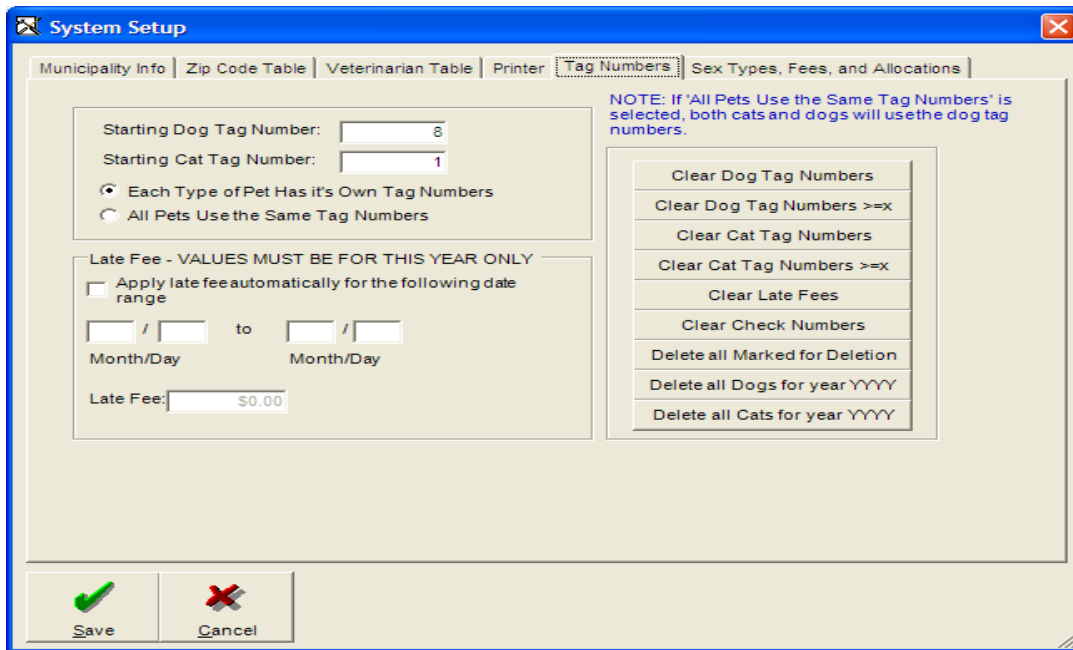 System Setup
Municipality Info
Zip Code Table
Veterinarian Table
Printer
Tag Numbers
Sex Types, Fees, and Allocations
Starting Dog Tag Number:
8
Starting Cat Tag Number:
1
Each Type of Pet Has it's Own Tag Numbers
All Pets Use the Same Tag Numbers
Late Fee - VALUES MUST BE FOR THIS YEAR ONLY
Apply late fee automatically for the following date
range
/ to /
Month/Day Month/Day
Late Fee: $0.00
NOTE: If 'All Pets Use the Same Tag Numbers' is
selected, both cats and dogs will use the dog tag
numbers.
Clear Dog Tag Numbers
Clear Dog Tag Numbers >=x
Clear Cat Tag Numbers
Clear Cat Tag Numbers >=x
Clear Late Fees
Clear Check Numbers
Delete all Marked for Deletion
Delete all Dogs for year YYYY
Delete all Cats for year YYYY
Save
Cancel